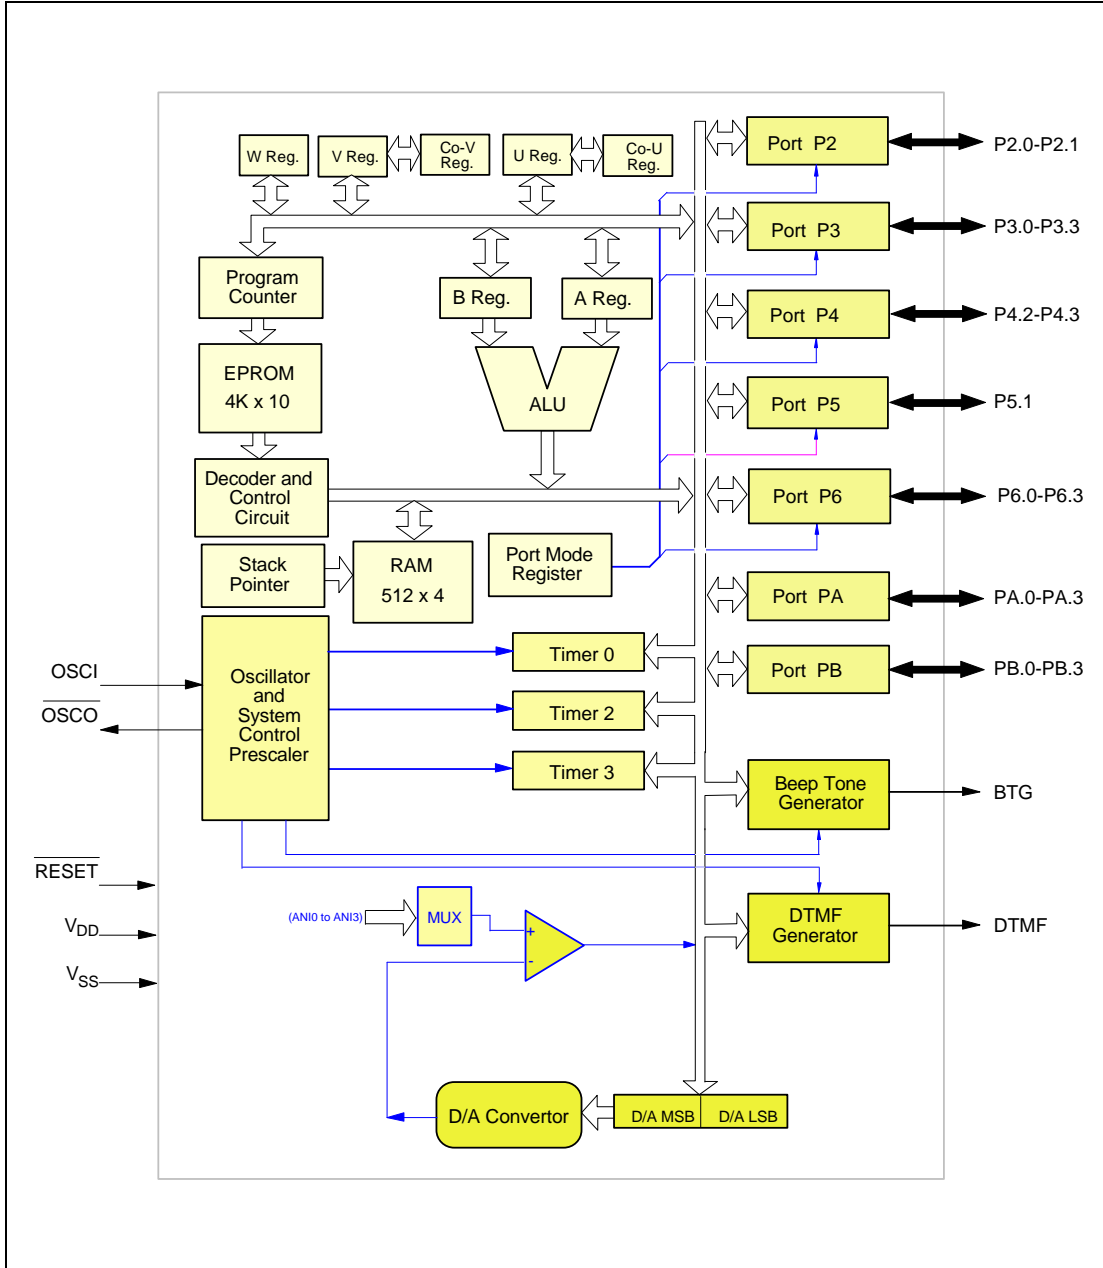 W Reg.
V Reg.
Co-V
Reg.
U Reg.
Co-U
Reg.
Port P2
P2.0-P2.1
Port P3
P3.0-P3.3
Program
Counter
B Reg.
A Reg.
Port P4
P4.2-P4.3
EPROM
4K x 10
ALU
Port P5
P5.1
Decoder and
Control
Circuit
Port P6
P6.0-P6.3
Stack
Pointer
RAM
512 x 4
Port Mode
Register
Port PA
PA.0-PA.3
OSCI
OSCO
Oscillator
and
System
Control
Prescaler
Timer 0
Port PB
PB.0-PB.3
Timer 2
Timer 3
Beep Tone
Generator
BTG
RESET
VDD
VSS
(ANI0 to ANI3)
MUX
+
-
DTMF
Generator
DTMF
D/A Convertor
D/A MSB
D/A LSB